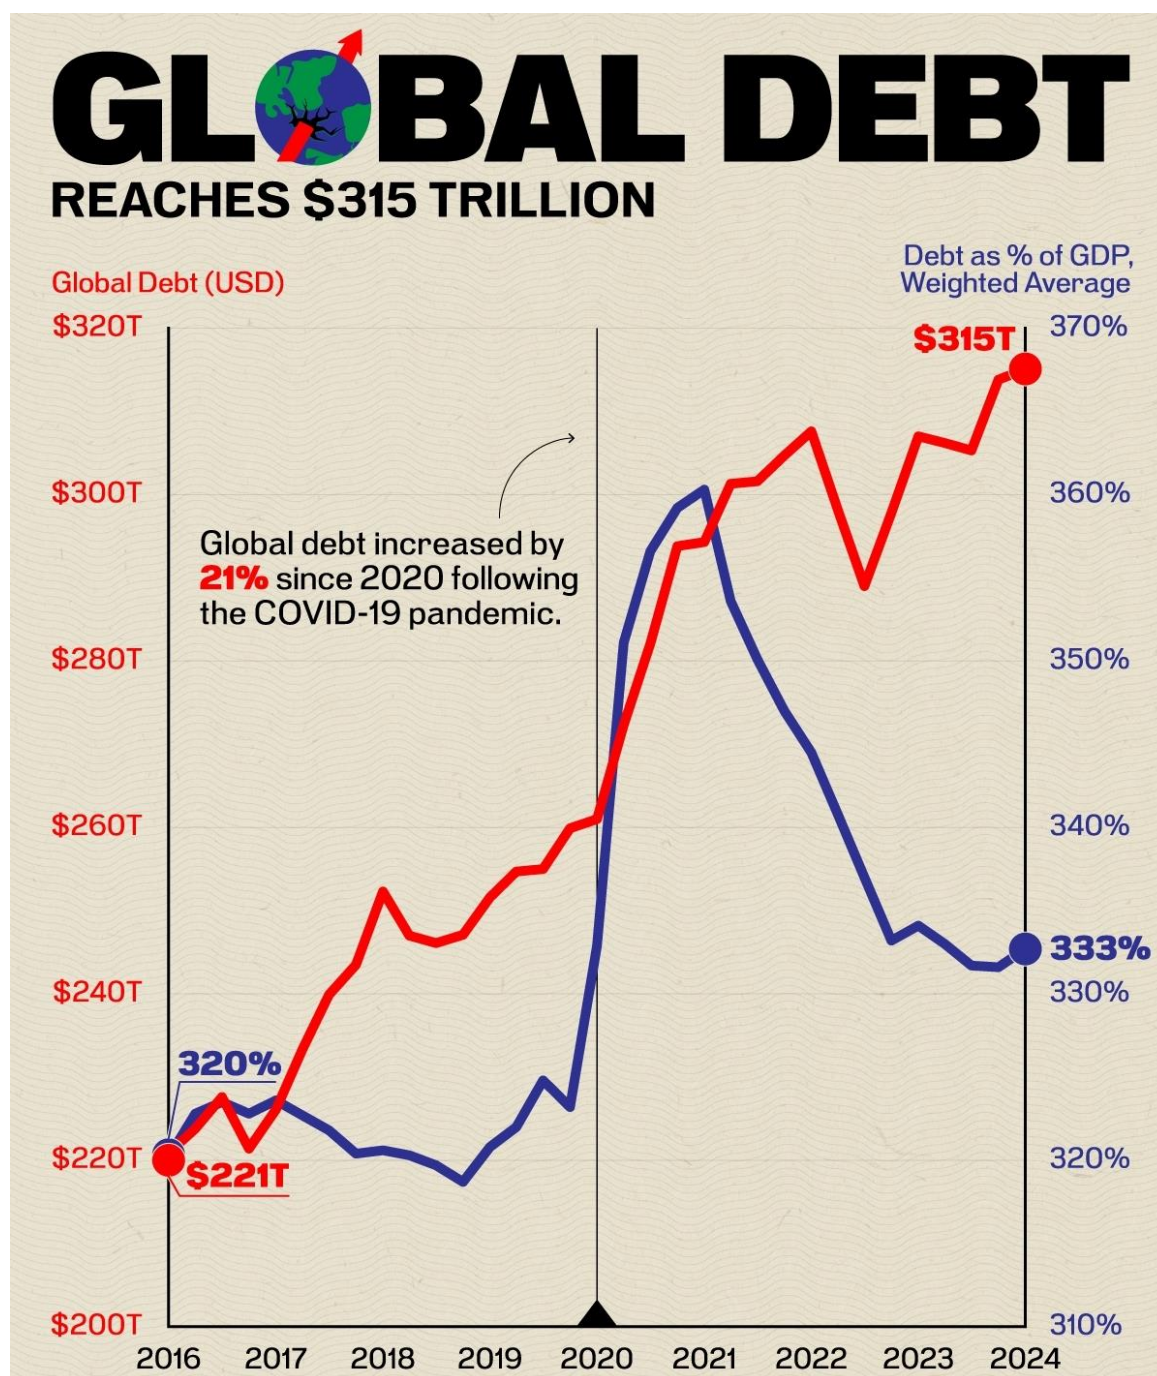 GLOBAL DEBT
REACHES $315 TRILLION
Global Debt (USD)
Debt as % of GDP,
Weighted Average
$320T
$315T
370%
$300T
360%
Global debt increased by
21% since 2020 following
the COVID-19 pandemic.
$280T
350%
$260T
340%
333%
$240T
330%
320%
$220T
$221T
320%
$200T
310%
2016 2017 2018 2019 2020 2021 2022 2023 2024